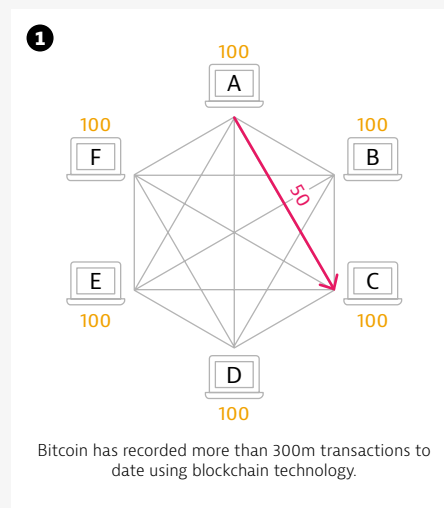 1
100
A
100
F
100
B
50
E
100
C
100
D
100
Bitcoin has recorded more than 300m transactions to
date using blockchain technology.